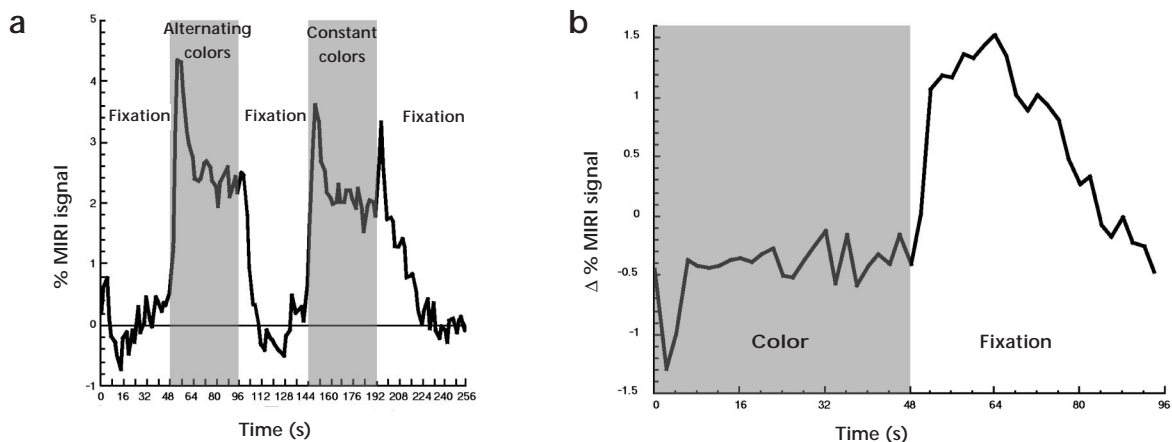 a
% MIRI isgnal
5
4
3
2
1
0
-1
Alternating
colors
Constant
colors
Fixation
Fixation
Fixation
0 16 32 48 64 80 96 112 126 144 160 176 192 208 224 240 256
Time (s)
b
Δ % MIRI signal
1.5
1
0.5
0
-0.5
-1
-1.5
Color
Fixation
0 16 32 48 64 80 96
Time (s)